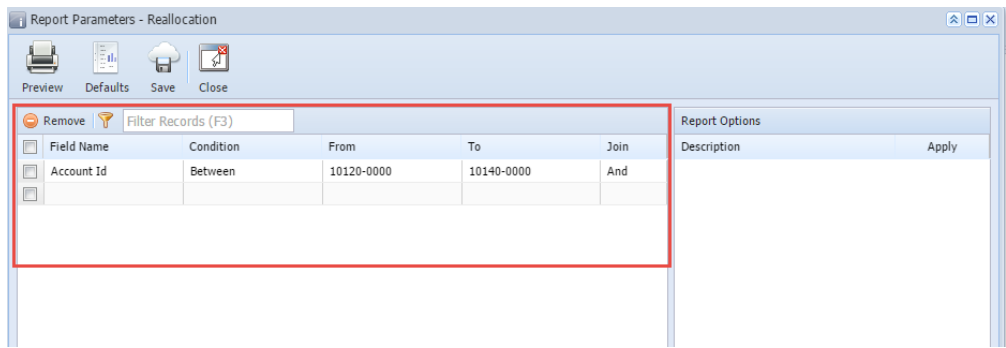 Report Parameters - Reallocation
Preview Defaults Save Close
Remove Filter Records (F3)
Report Options
Field Name Condition From To Join
Description Apply
Account Id Between 10120-0000 10140-0000 And